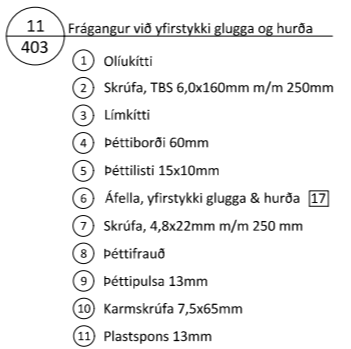 11 Frágangur við yfirstykki glugga og hurða
403
1 Olíukítti
2 Skrúfa, TBS 6,0x160mm m/m 250mm
3 Límkítti
4 Þéttiborði 60mm
5 Þéttilisti 15x10mm
6 Áfella, yfirstykki glugga & hurða 17
7 Skrúfa, 4,8x22mm m/m 250 mm
8 Þéttifrauð
9 Þéttipulsa 13mm
10 Karmskrúfa 7,5x65mm
11 Plastspons 13mm